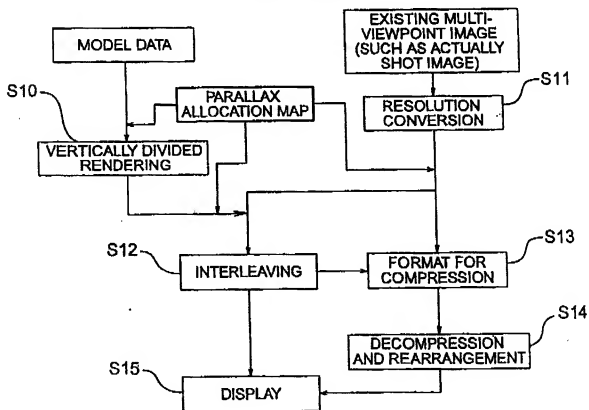 MODEL DATA
EXISTING MULTI-
VIEWPOINT IMAGE
(SUCH AS ACTUALLY
SHOT IMAGE)
S10
PARALLAX
ALLOCATION MAP
S11
RESOLUTION
CONVERSION
VERTICALLY DIVIDED
RENDERING
S12
INTERLEAVING
S13
FORMAT FOR
COMPRESSION
S14
DECOMPRESSION
AND REARRANGEMENT
S15
DISPLAY